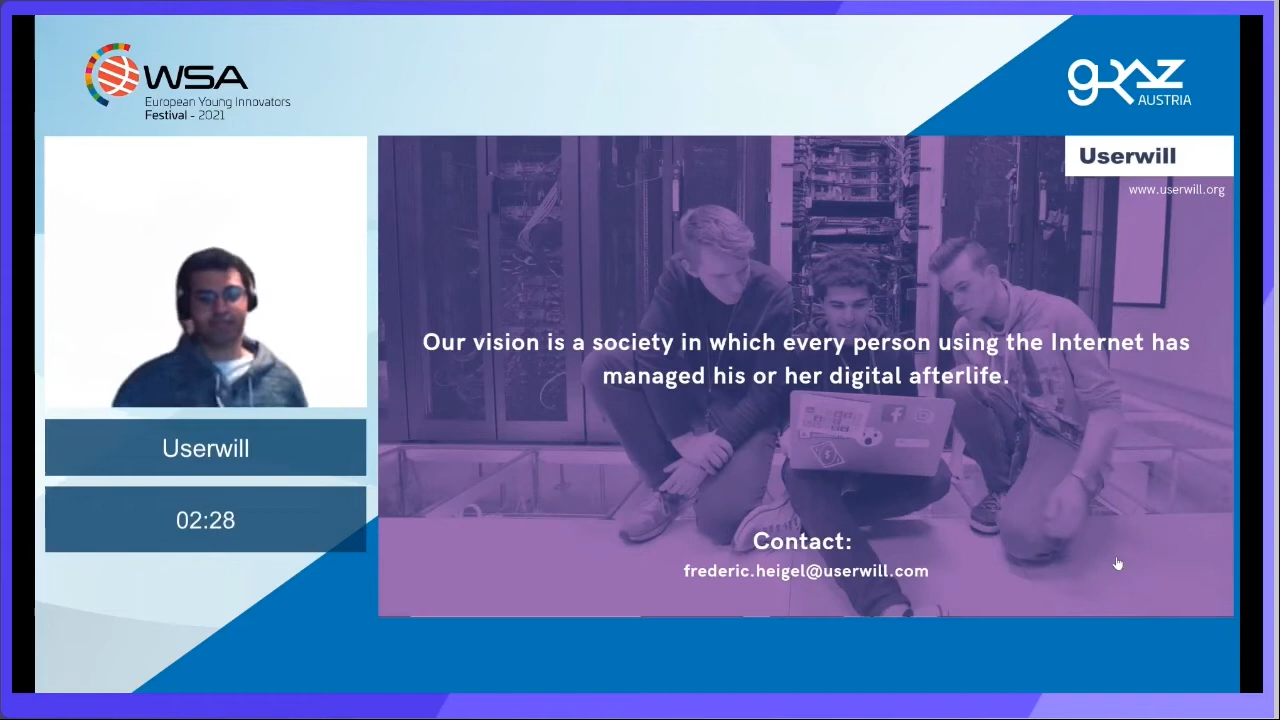 WSA
European Young Innovators
Festival - 2021
GRAZ
AUSTRIA
Userwill
www.userwill.org
Our vision is a society in which every person using the Internet has
managed his or her digital afterlife.
Userwill
02:28
Contact:
frederic.heigel@userwill.com